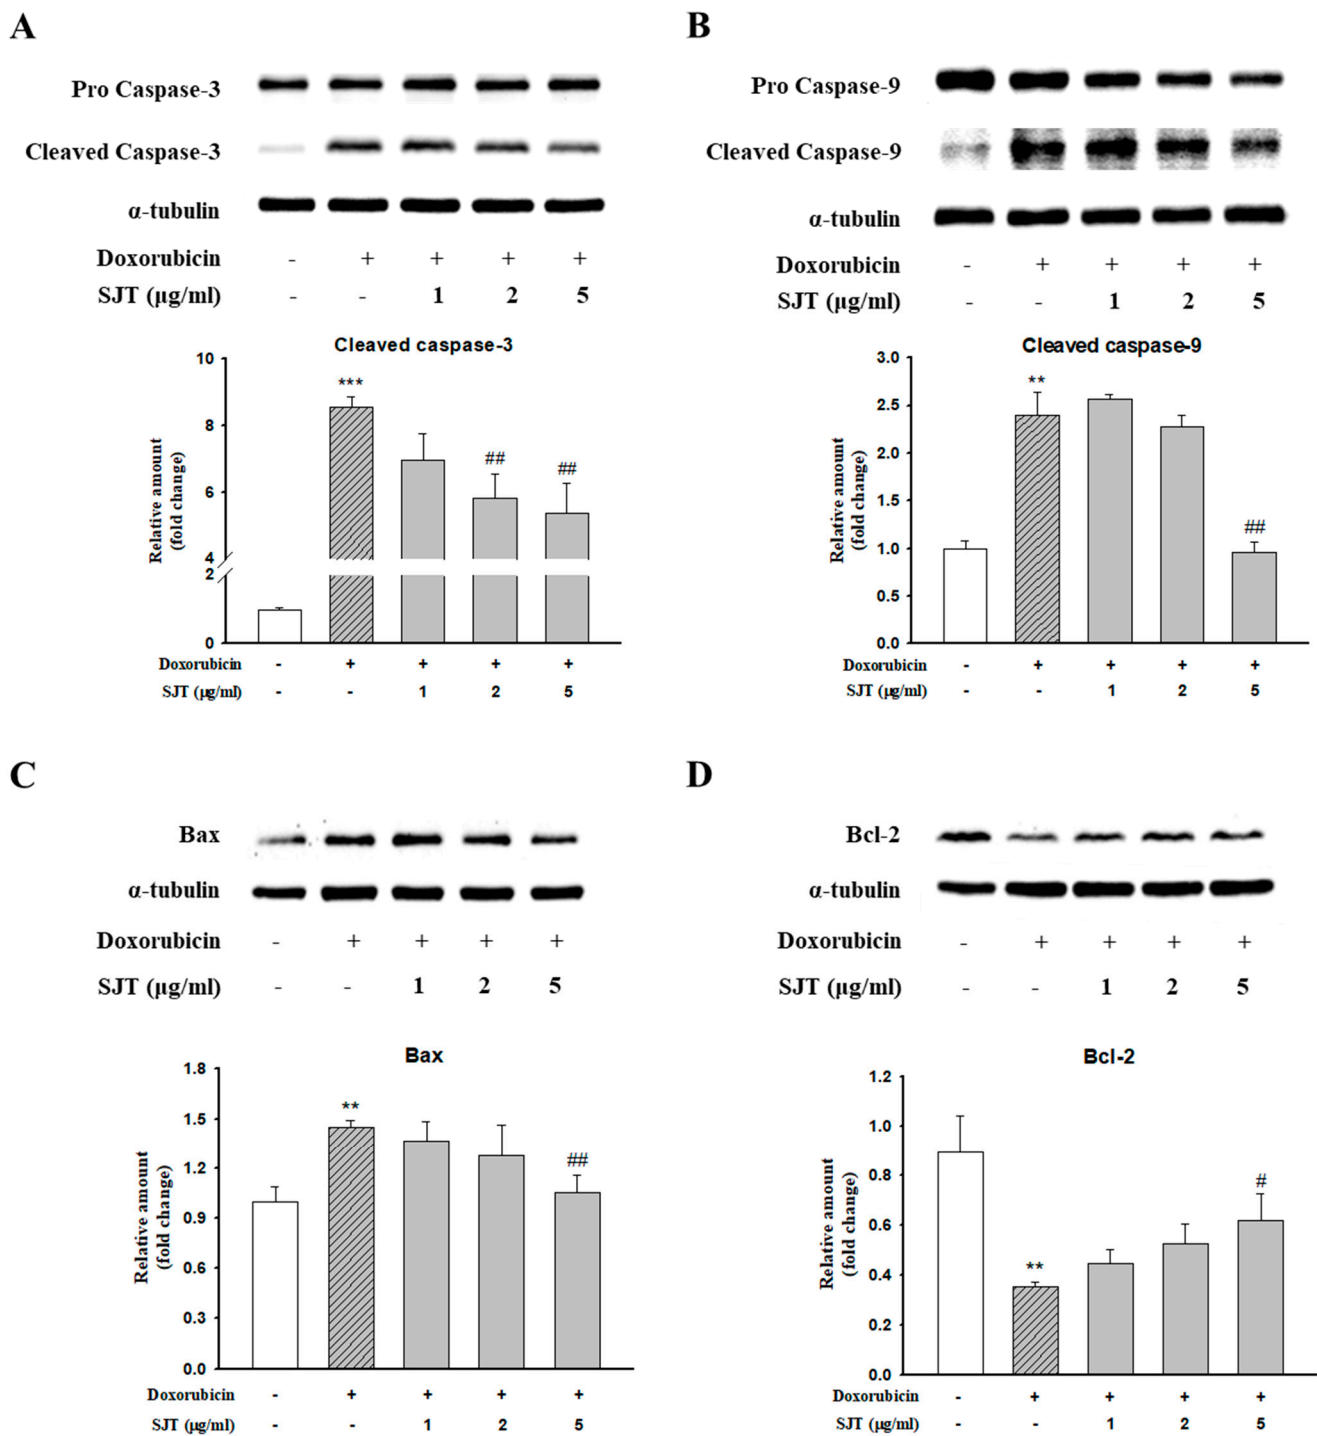 A
Pro Caspase-3
Cleaved Caspase-3
α-tubulin
Doxorubicin - + + + +
SJT (μg/ml) - - 1 2 5
Cleaved caspase-3
Relative amount
(fold change)
10
8
6
4
2
0
***
##
##
Doxorubicin - + + + +
SJT (μg/ml) - - 1 2 5
B
Pro Caspase-9
Cleaved Caspase-9
α-tubulin
Doxorubicin - + + + +
SJT (μg/ml) - - 1 2 5
Cleaved caspase-9
Relative amount
(fold change)
3.0
2.5
2.0
1.5
1.0
0.5
0.0
**
##
Doxorubicin - + + + +
SJT (μg/ml) - - 1 2 5
C
Bax
α-tubulin
Doxorubicin - + + + +
SJT (μg/ml) - - 1 2 5
Bax
Relative amount
(fold change)
1.8
1.5
1.2
0.9
0.6
0.3
0.0
**
##
Doxorubicin - + + + +
SJT (μg/ml) - - 1 2 5
D
Bcl-2
α-tubulin
Doxorubicin - + + + +
SJT (μg/ml) - - 1 2 5
Bcl-2
Relative amount
(fold change)
1.2
1.0
0.8
0.6
0.4
0.2
0.0
**
#
Doxorubicin - + + + +
SJT (μg/ml) - - 1 2 5